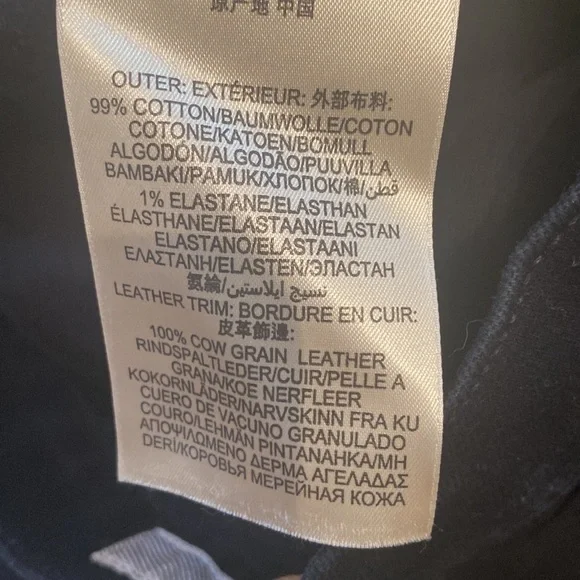 原产地 中国
OUTER: EXTÉRIEUR: 外部布料:
99% COTTON/BAUMWOLLE/COTON
COTONE/KATOEN/BOMULL
ALGODÓN/ALGODÃO/PUUVILLA
BAMBAKI/PAMUK/ХЛОПОК/棉/قطن
1% ELASTANE/ELASTHAN
ÉLASTHANE/ELASTAAN/ELASTAN
ELASTANO/ELASTAANI
ΕΛΑΣΤΑΝΗ/ELASTEN/ЭЛАСТАН
氨綸/نسيج ايلاستين
LEATHER TRIM: BORDURE EN CUIR:
皮革飾邊:
100% COW GRAIN LEATHER
RINDSPALTLEDER/CUIR/PELLE A
GRANA/KOE NERFLEER
KOKORNLÄDER/NARVSKINN FRA KU
CUERO DE VACUNO GRANULADO
COURO/LEHMÄN PINTANAHKA/ΜΗ
ΑΠΟΨΙΛΩΜΕΝΟ ΔΕΡΜΑ ΑΓΕΛΑΔΑΣ
DERİ/КОРОВЬЯ МЕРЕЙНАЯ КОЖА